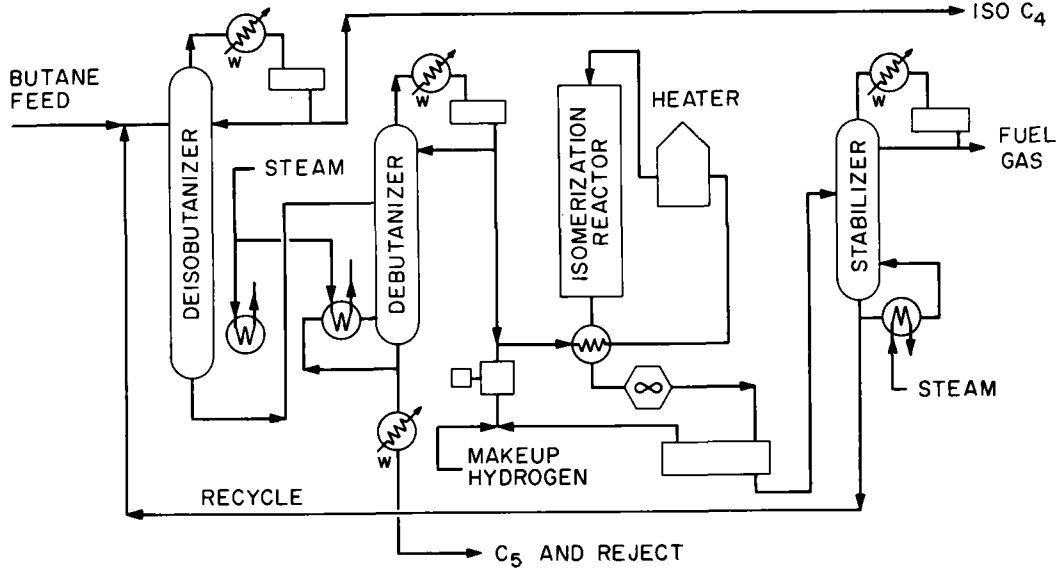 ISO C₄
W
BUTANE
FEED
W
W
HEATER
FUEL
GAS
STEAM
DEISOBUTANIZER
DEBUTANIZER
ISOMERIZATION
REACTOR
STABILIZER
W
W
W
STEAM
W
MAKEUP
HYDROGEN
RECYCLE
C₅ AND REJECT